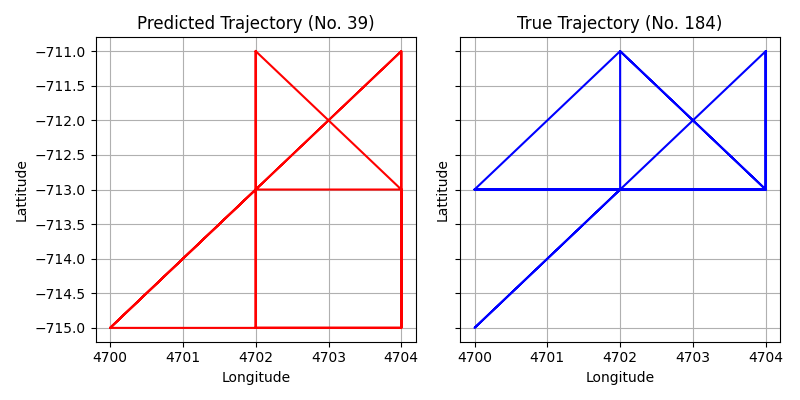 Predicted Trajectory (No. 39)
True Trajectory (No. 184)
Lattitude
−711.0
−711.5
−712.0
−712.5
−713.0
−713.5
−714.0
−714.5
−715.0
4700 4701 4702 4703 4704
Longitude
Lattitude
4700 4701 4702 4703 4704
Longitude